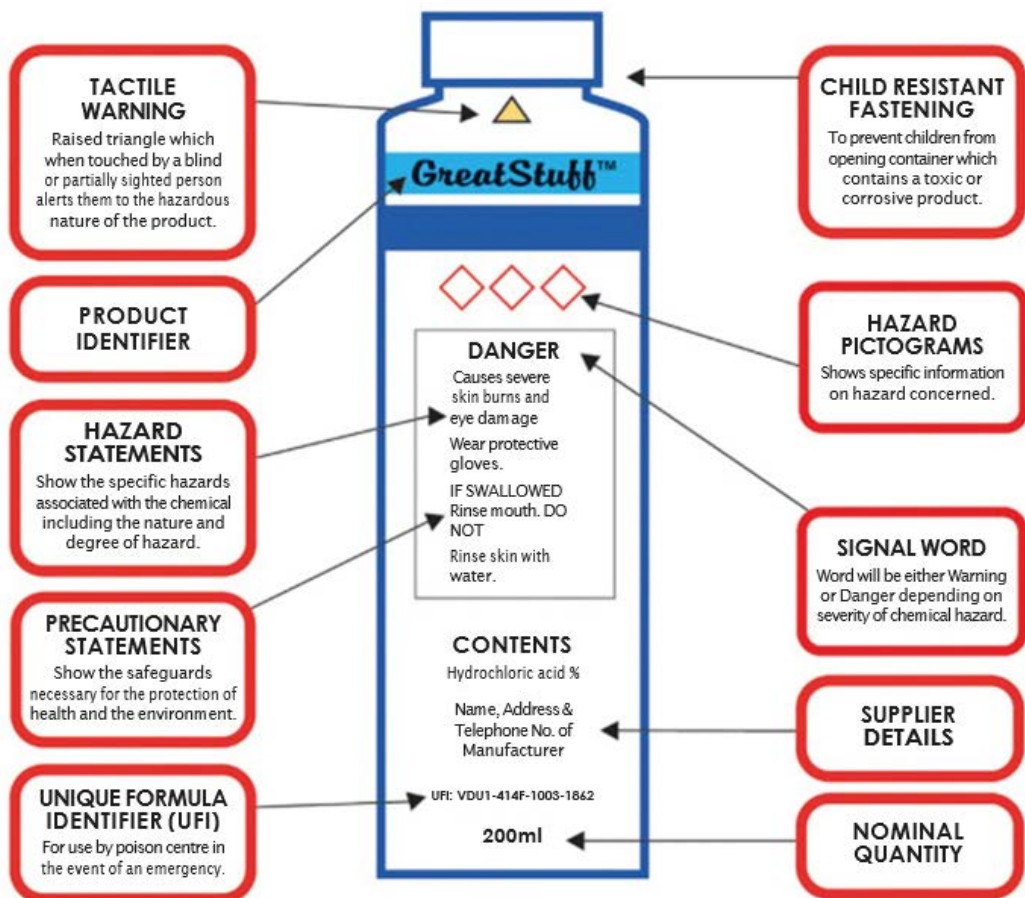 TACTILE
WARNING
Raised triangle which
when touched by a blind
or partially sighted person
alerts them to the hazardous
nature of the product.
PRODUCT
IDENTIFIER
HAZARD
STATEMENTS
Show the specific hazards
associated with the chemical
including the nature and
degree of hazard.
PRECAUTIONARY
STATEMENTS
Show the safeguards
necessary for the protection of
health and the environment.
UNIQUE FORMULA
IDENTIFIER (UFI)
For use by poison centre in
the event of an emergency.
GreatStuff™
DANGER
Causes severe
skin burns and
eye damage
Wear protective
gloves.
IF SWALLOWED
Rinse mouth. DO
NOT
Rinse skin with
water.
CONTENTS
Hydrochloric acid %
Name, Address &
Telephone No. of
Manufacturer
UFI: VDU1-414F-1003-1862
200ml
CHILD RESISTANT
FASTENING
To prevent children from
opening container which
contains a toxic or
corrosive product.
HAZARD
PICTOGRAMS
Shows specific information
on hazard concerned.
SIGNAL WORD
Word will be either Warning
or Danger depending on
severity of chemical hazard.
SUPPLIER
DETAILS
NOMINAL
QUANTITY